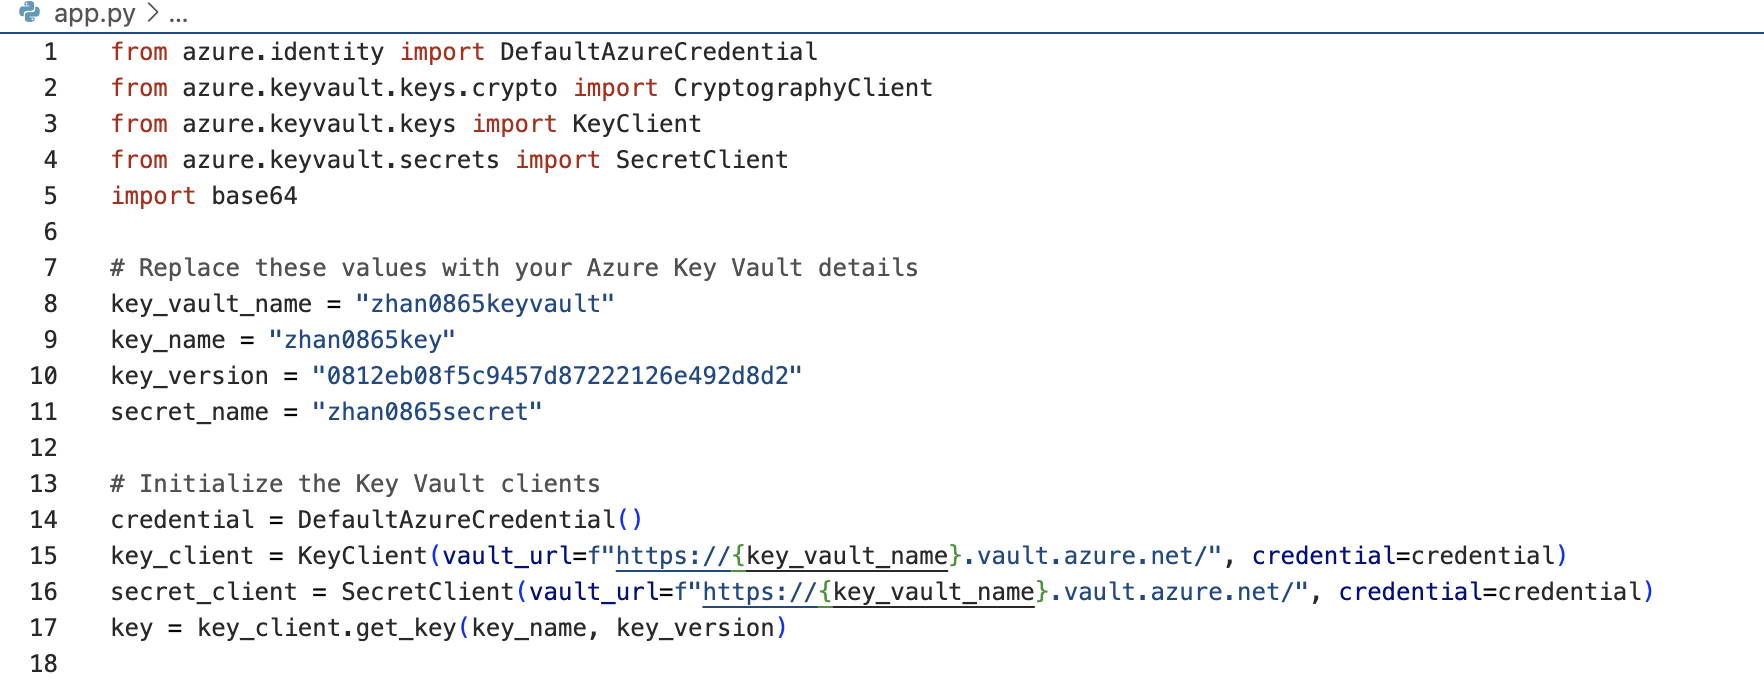 app.py > ...
1 from azure.identity import DefaultAzureCredential
2 from azure.keyvault.keys.crypto import CryptographyClient
3 from azure.keyvault.keys import KeyClient
4 from azure.keyvault.secrets import SecretClient
5 import base64
6
7 # Replace these values with your Azure Key Vault details
8 key_vault_name = "zhan0865keyvault"
9 key_name = "zhan0865key"
10 key_version = "0812eb08f5c9457d87222126e492d8d2"
11 secret_name = "zhan0865secret"
12
13 # Initialize the Key Vault clients
14 credential = DefaultAzureCredential()
15 key_client = KeyClient(vault_url=f"https://{key_vault_name}.vault.azure.net/", credential=credential)
16 secret_client = SecretClient(vault_url=f"https://{key_vault_name}.vault.azure.net/", credential=credential)
17 key = key_client.get_key(key_name, key_version)
18